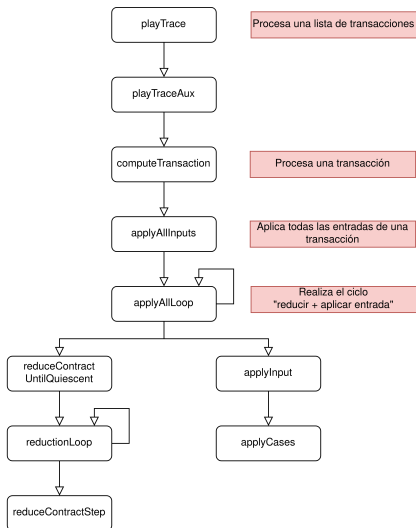 playTrace
Procesa una lista de transacciones
playTraceAux
computeTransaction
Procesa una transacción
applyAllInputs
Aplica todas las entradas de una
transacción
applyAllLoop
Realiza el ciclo
"reducir + aplicar entrada"
reduceContract
UntilQuiescent
applyInput
reductionLoop
applyCases
reduceContractStep